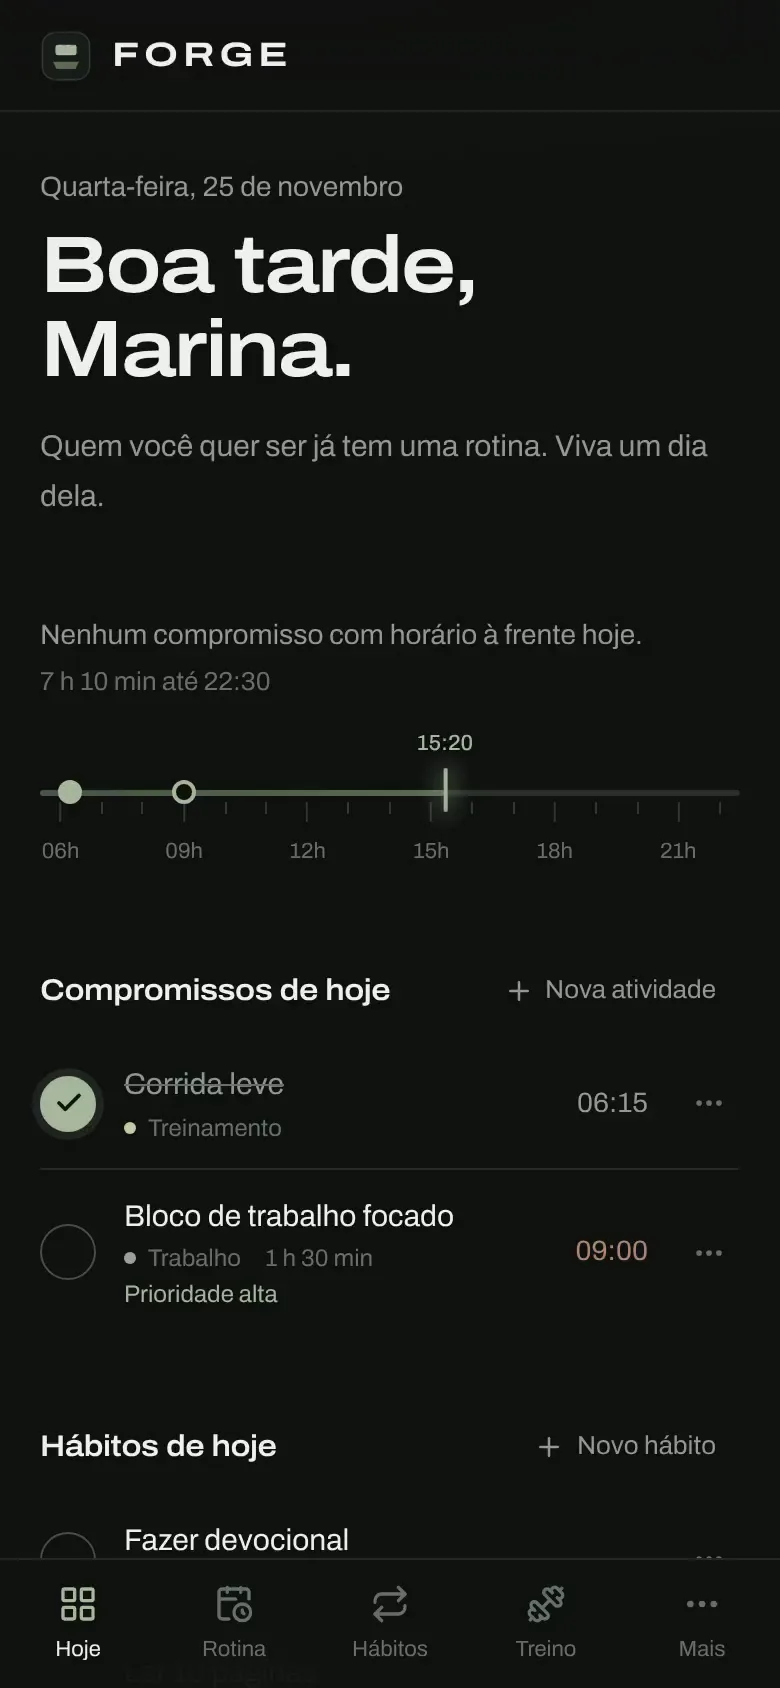 FORGE
Quarta-feira, 25 de novembro
Boa tarde,
Marina.
Quem você quer ser já tem uma rotina. Viva um dia
dela.
Nenhum compromisso com horário à frente hoje.
7 h 10 min até 22:30
15:20
06h 09h 12h 15h 18h 21h
Compromissos de hoje + Nova atividade
Corrida leve
06:15
Treinamento
Bloco de trabalho focado
Trabalho 1 h 30 min
09:00
Prioridade alta
Hábitos de hoje + Novo hábito
Fazer devocional
Hoje Rotina Hábitos Treino Mais